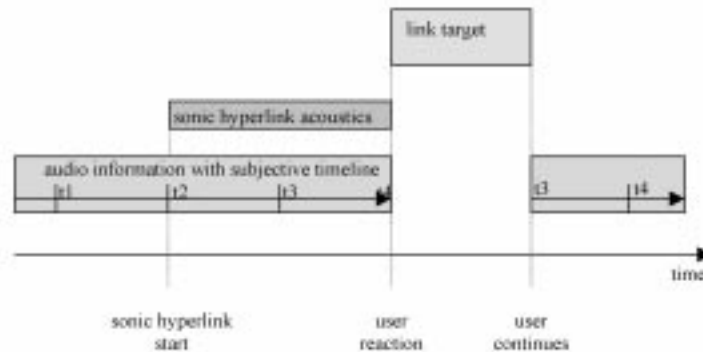 link target
sonic hyperlink acoustics
audio information with subjective timeline
t1 t2 t3 t4 t3 t4
time
sonic hyperlink start
user reaction
user continues